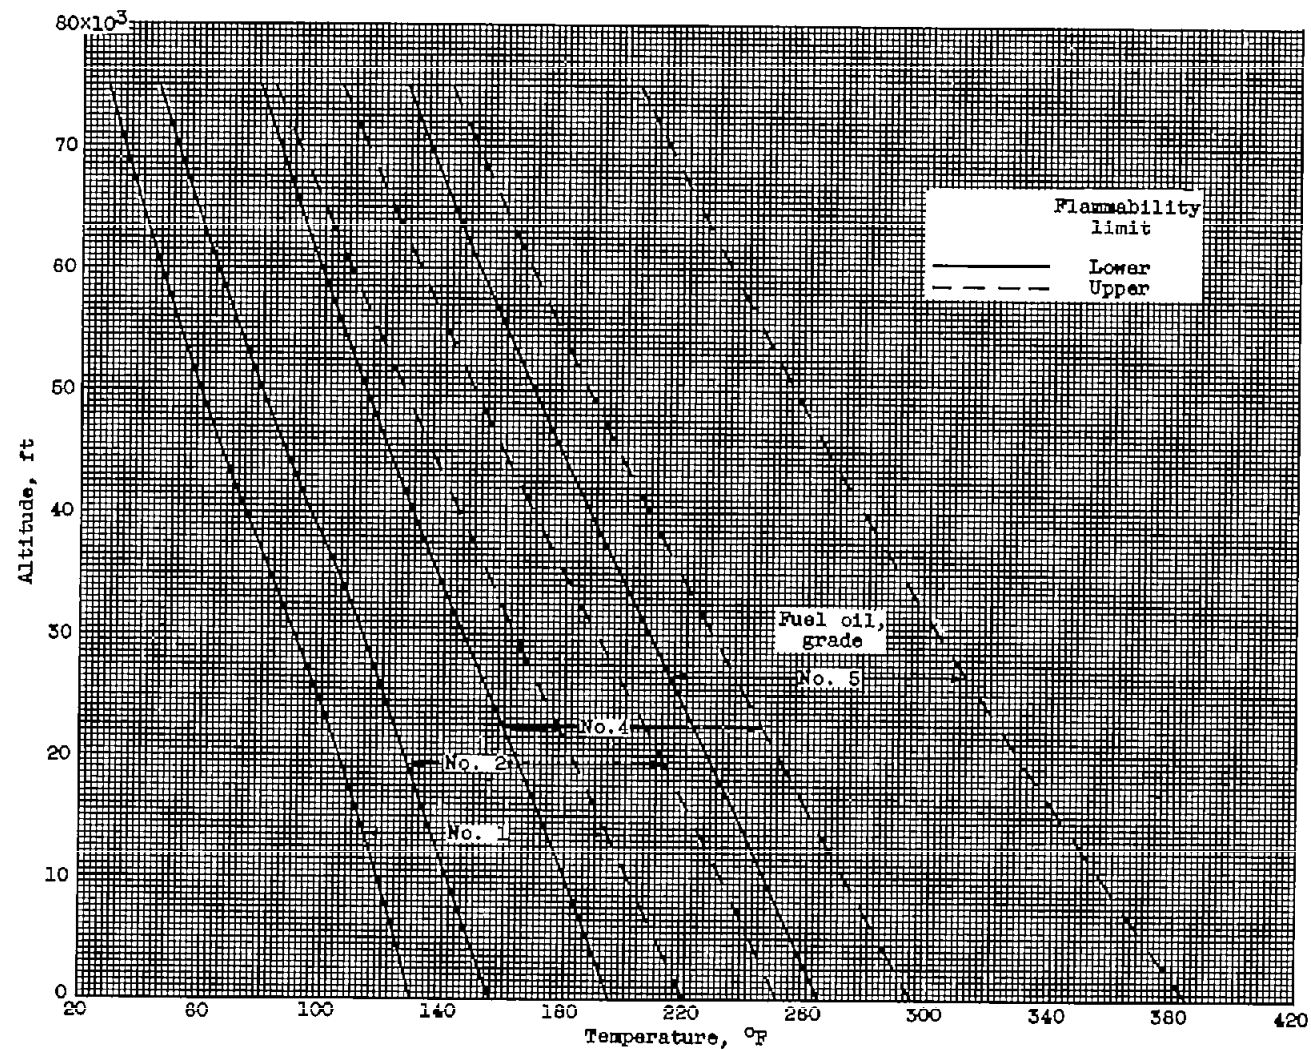 80×10³
70
60
50
40
30
20
10
0
Altitude, ft
Flammability
limit
Lower
Upper
Fuel oil,
grade
No. 5
No.4
No. 2
No. 1
20 60 100 140 180 220 260 300 340 380 420
Temperature, °F